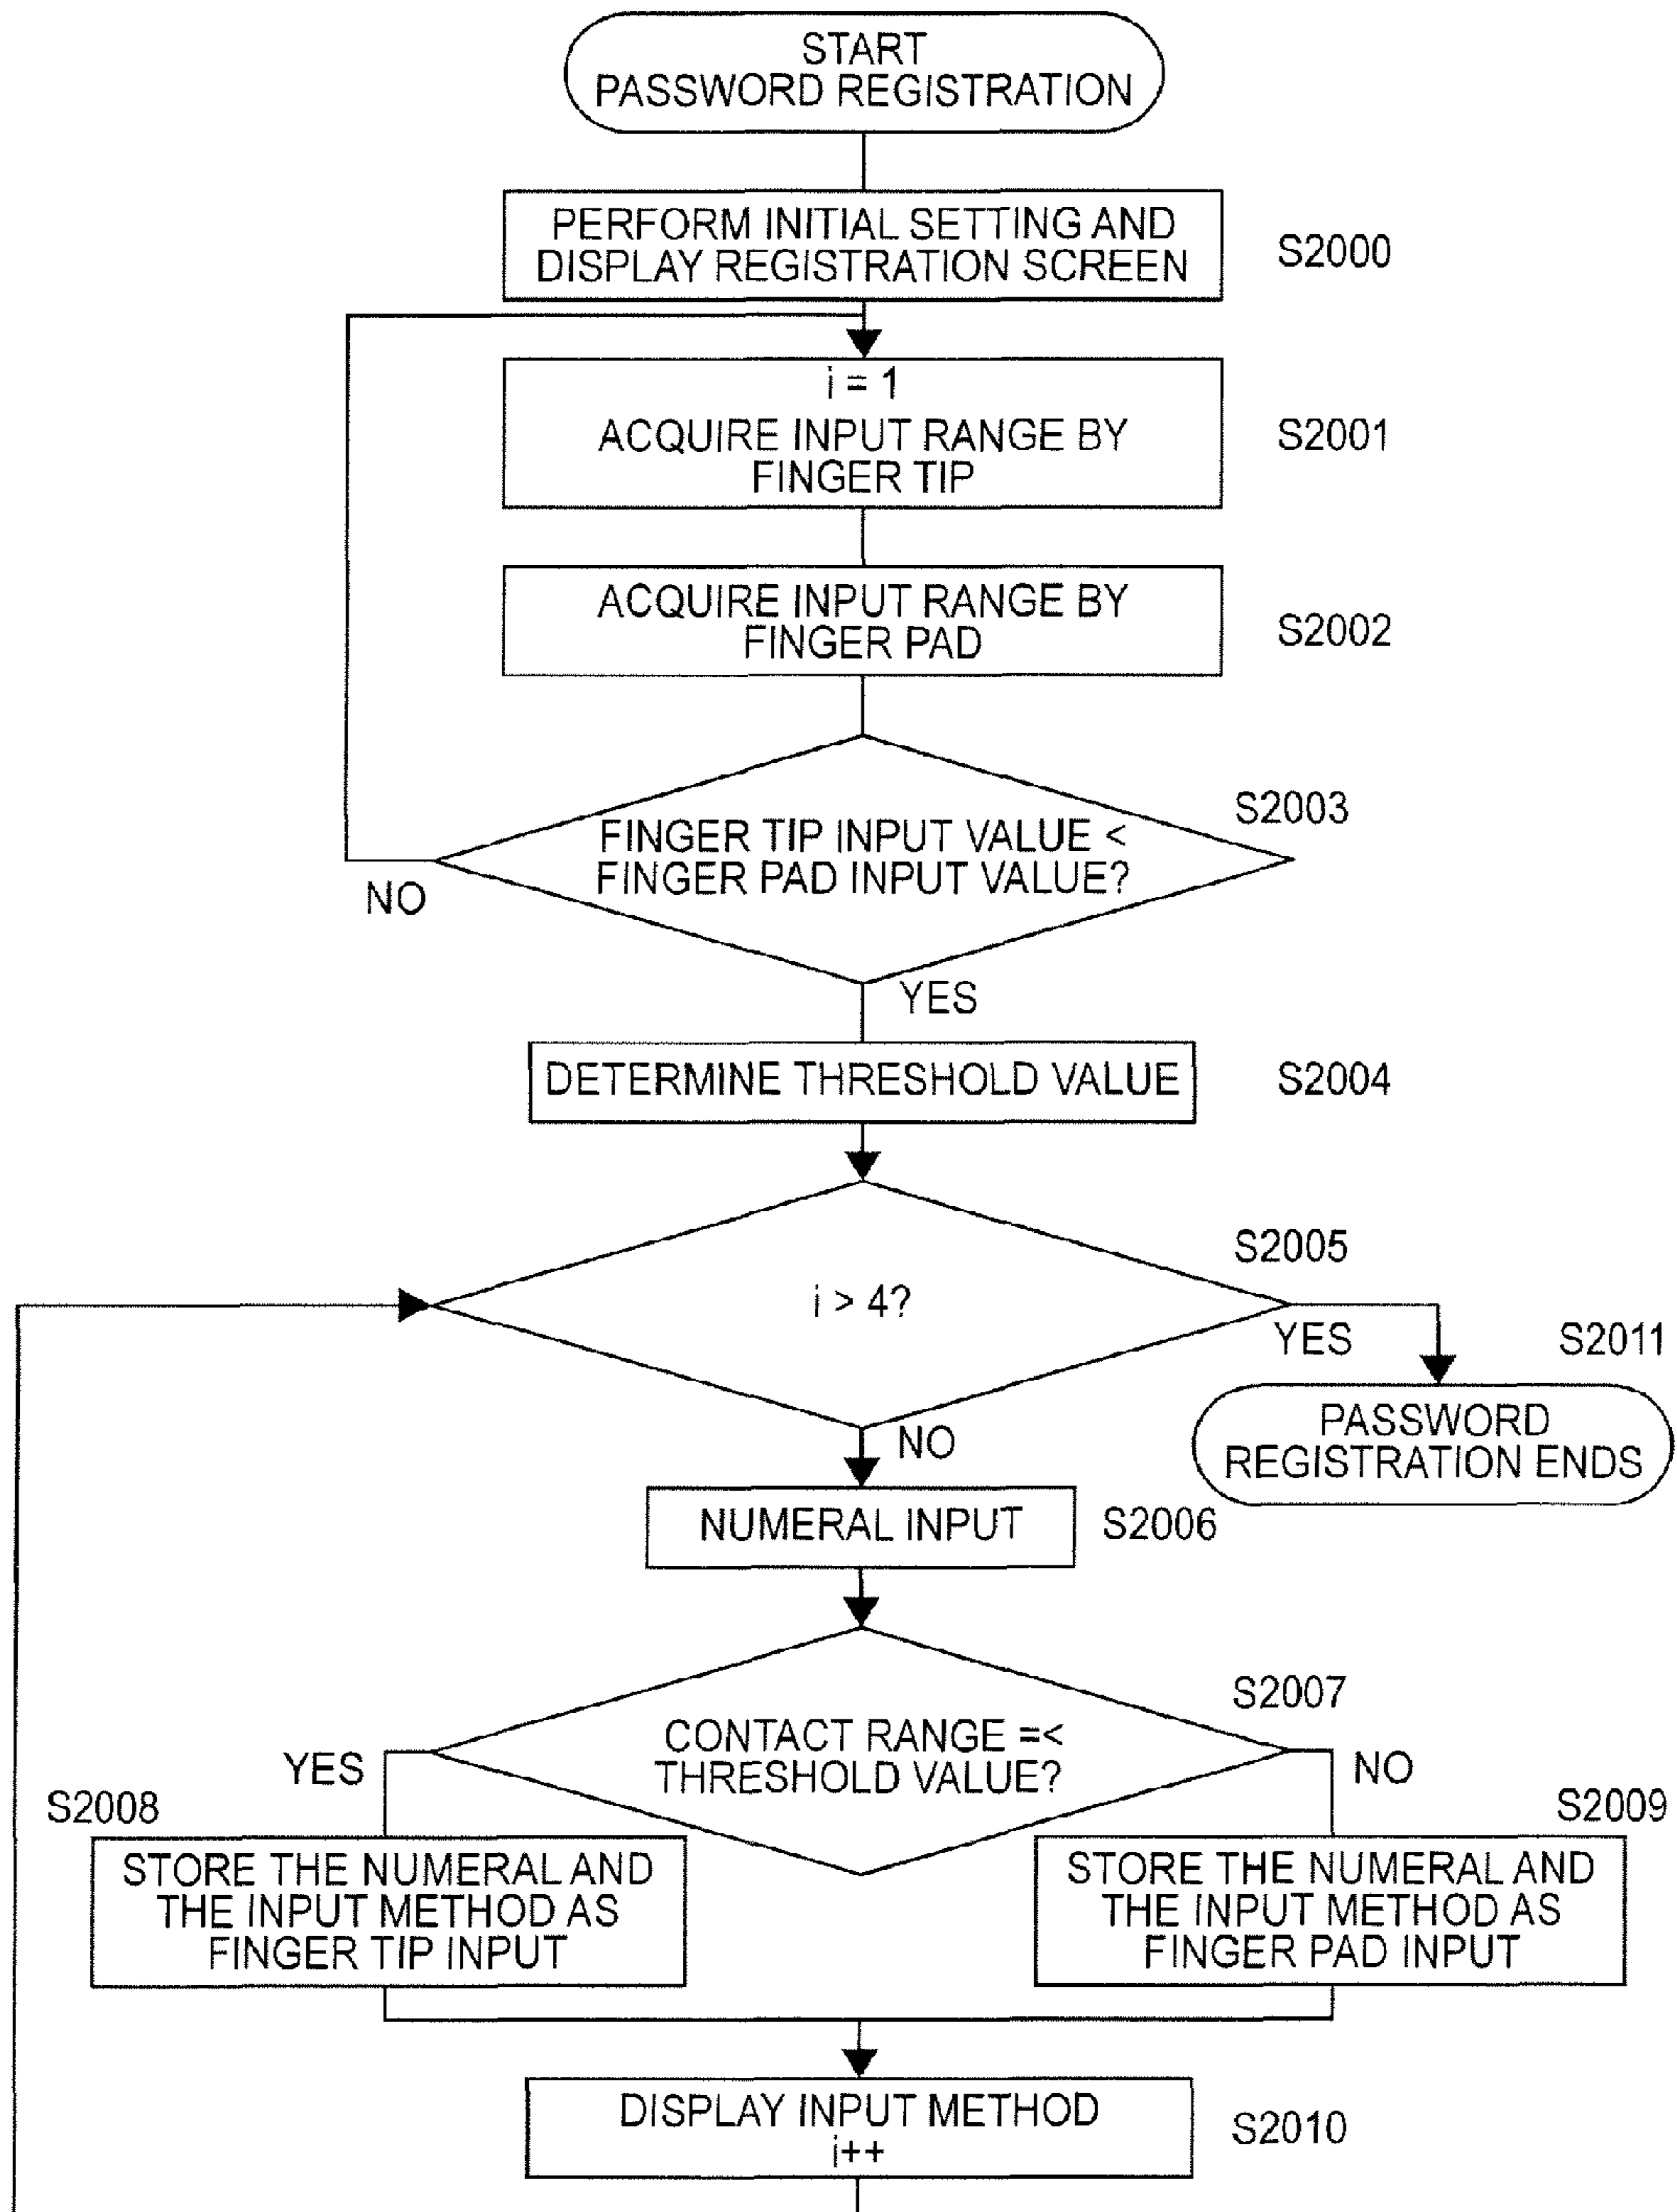 START
PASSWORD REGISTRATION
PERFORM INITIAL SETTING AND
DISPLAY REGISTRATION SCREEN
S2000
i = 1
ACQUIRE INPUT RANGE BY
FINGER TIP
S2001
ACQUIRE INPUT RANGE BY
FINGER PAD
S2002
S2003
FINGER TIP INPUT VALUE <
FINGER PAD INPUT VALUE?
NO
YES
DETERMINE THRESHOLD VALUE
S2004
S2005
i > 4?
YES
S2011
PASSWORD
REGISTRATION ENDS
NO
NUMERAL INPUT
S2006
S2007
CONTACT RANGE =<
THRESHOLD VALUE?
YES
NO
S2008
S2009
STORE THE NUMERAL AND
THE INPUT METHOD AS
FINGER TIP INPUT
STORE THE NUMERAL AND
THE INPUT METHOD AS
FINGER PAD INPUT
DISPLAY INPUT METHOD
i++
S2010